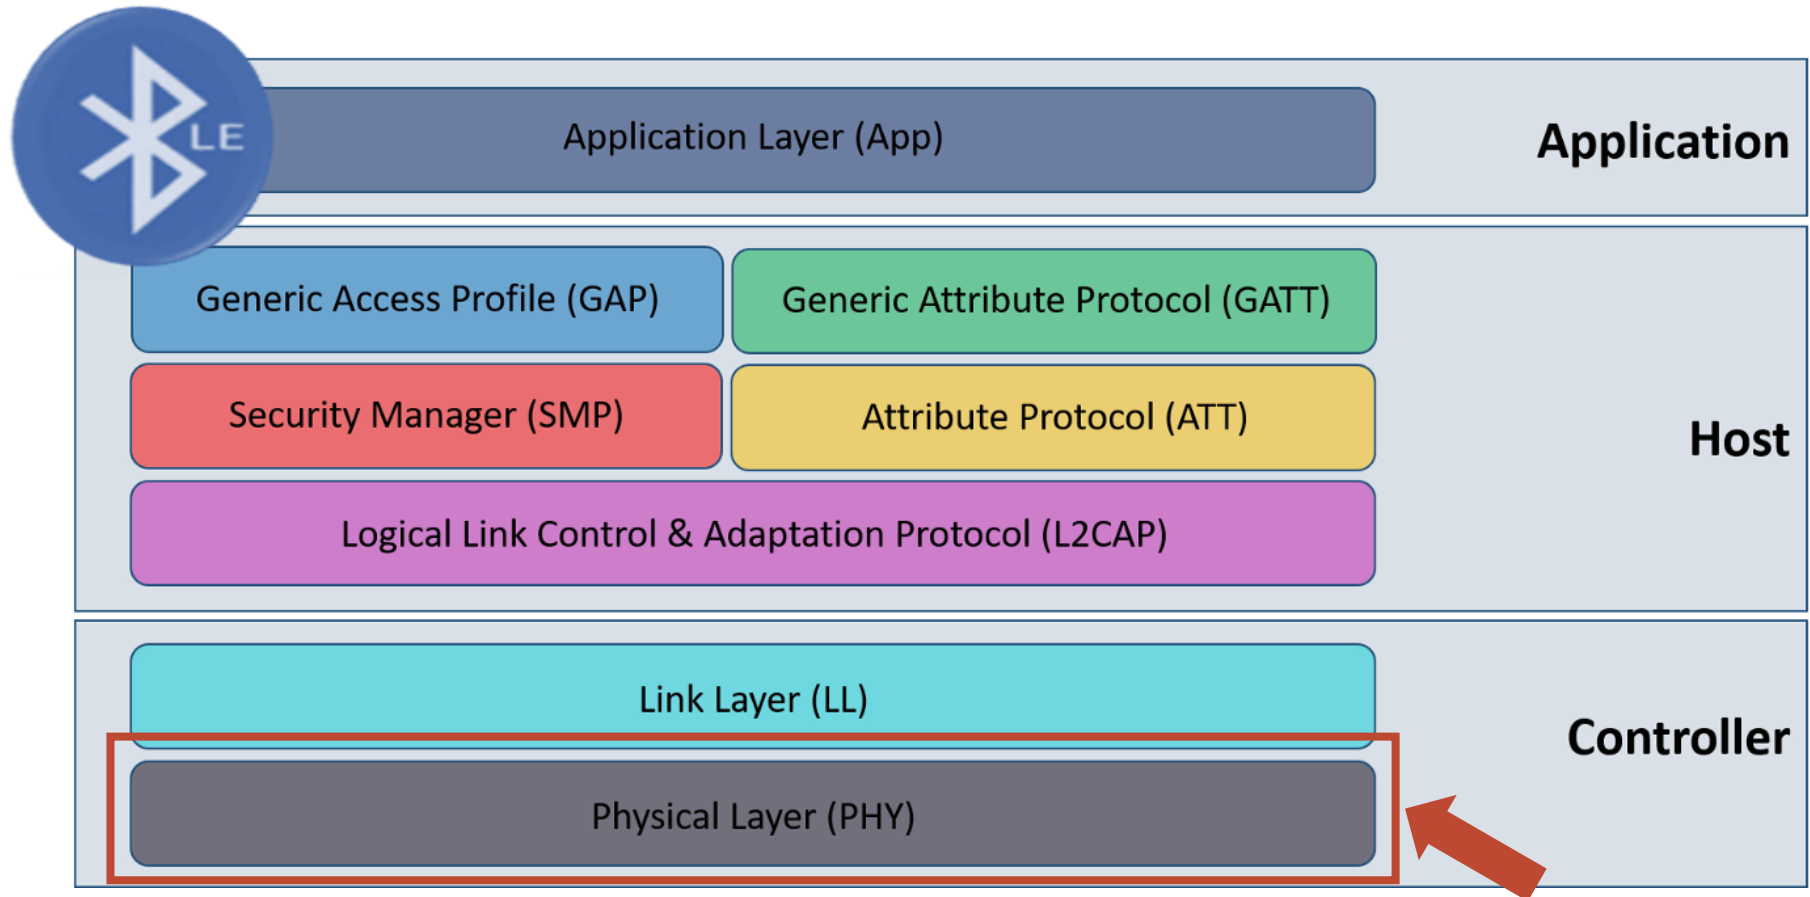 LE
Application Layer (App)
Application
Generic Access Profile (GAP)
Generic Attribute Protocol (GATT)
Security Manager (SMP)
Attribute Protocol (ATT)
Host
Logical Link Control & Adaptation Protocol (L2CAP)
Link Layer (LL)
Controller
Physical Layer (PHY)